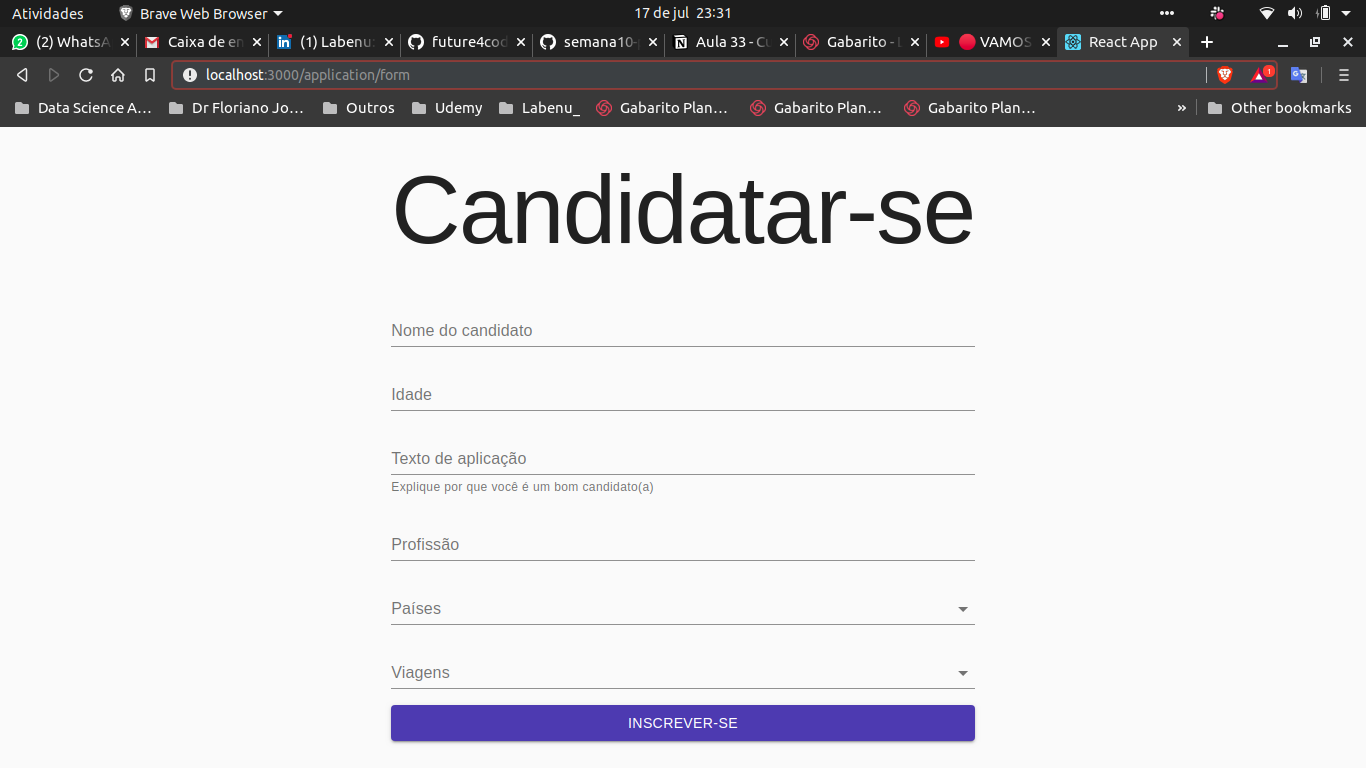 Atividades Brave Web Browser 17 de jul 23:31
(2) WhatsA Caixa de en (1) Labenu: future4cod semana10-p Aula 33 - Cu Gabarito - L VAMOS React App
localhost:3000/application/form 1
Data Science A... Dr Floriano Jo... Outros Udemy Labenu_ Gabarito Plan... Gabarito Plan... Gabarito Plan... » Other bookmarks
Candidatar-se
Nome do candidato
Idade
Texto de aplicação
Explique por que você é um bom candidato(a)
Profissão
Países
Viagens
INSCREVER-SE